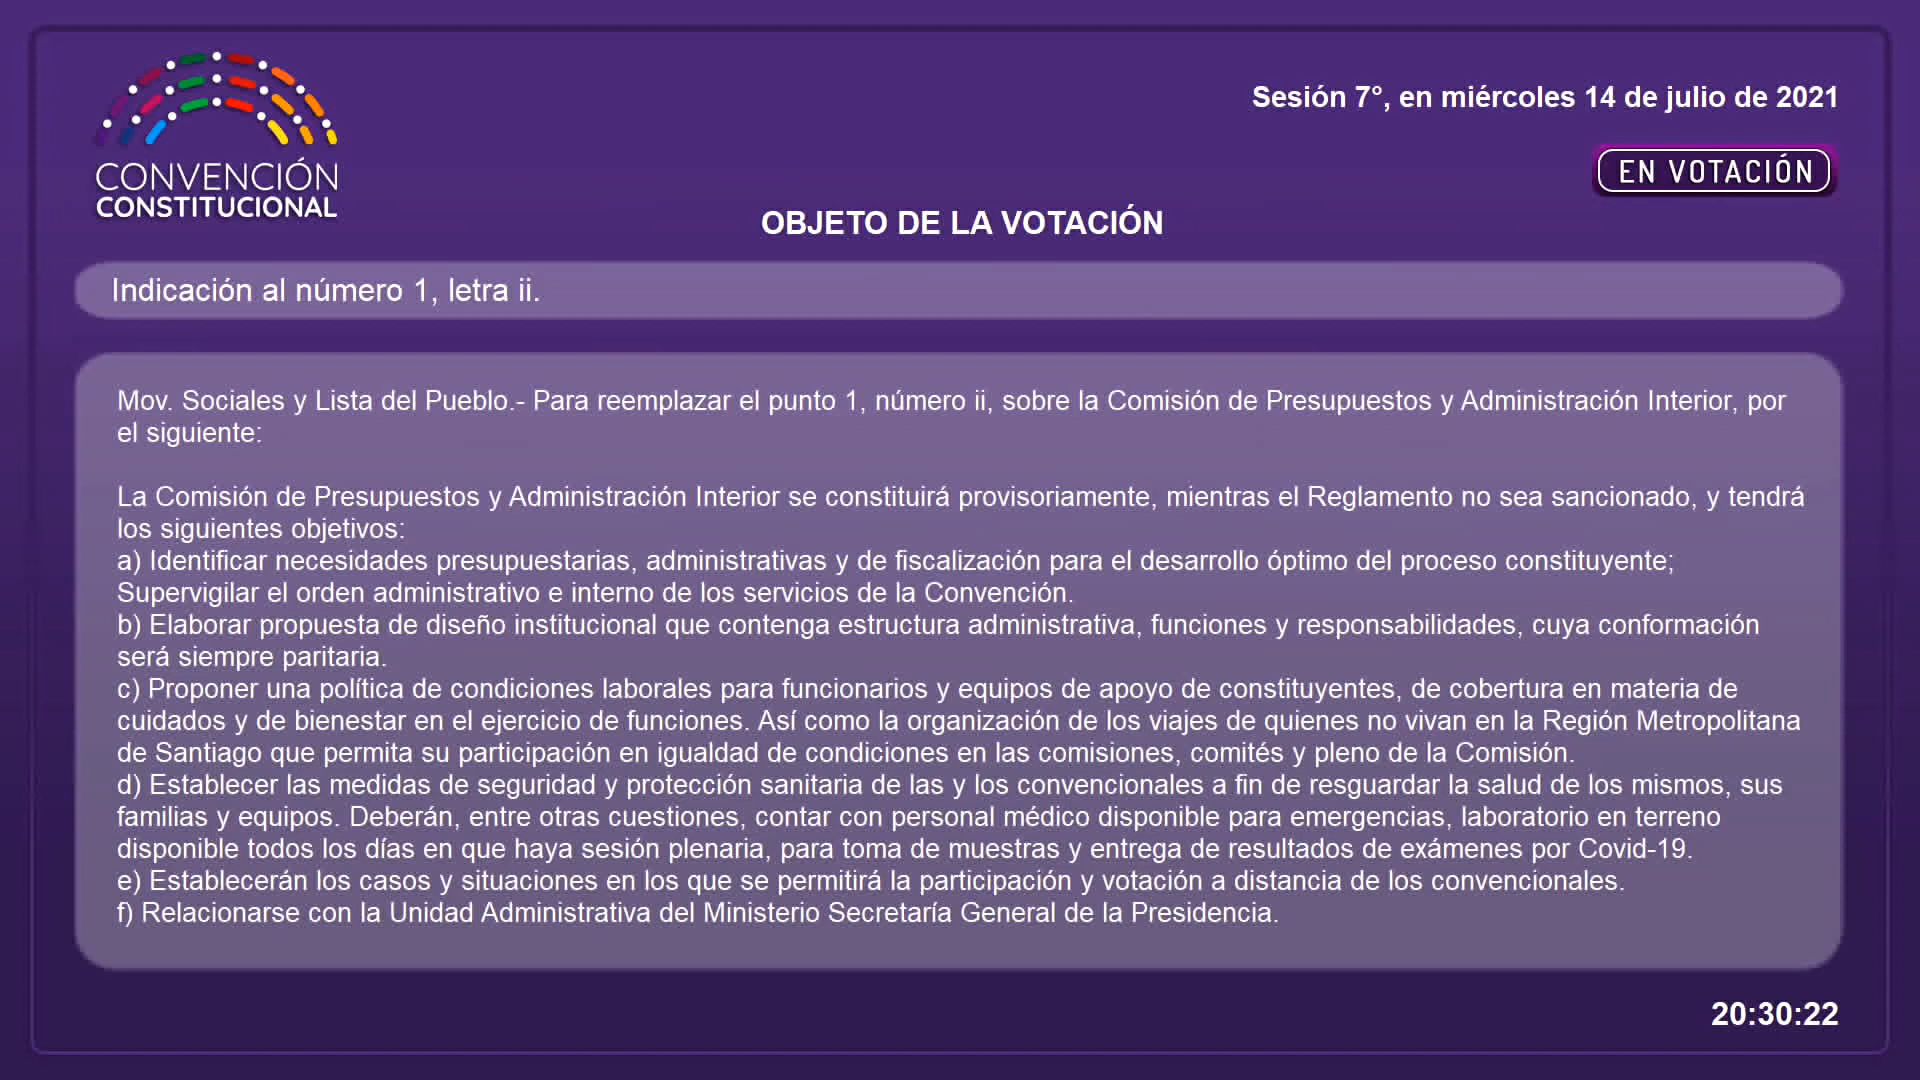 CONVENCIÓN
CONSTITUCIONAL
Sesión 7°, en miércoles 14 de julio de 2021
EN VOTACIÓN
OBJETO DE LA VOTACIÓN
Indicación al número 1, letra ii.
Mov. Sociales y Lista del Pueblo.- Para reemplazar el punto 1, número ii, sobre la Comisión de Presupuestos y Administración Interior, por
el siguiente:
La Comisión de Presupuestos y Administración Interior se constituirá provisoriamente, mientras el Reglamento no sea sancionado, y tendrá
los siguientes objetivos:
a) Identificar necesidades presupuestarias, administrativas y de fiscalización para el desarrollo óptimo del proceso constituyente;
Supervigilar el orden administrativo e interno de los servicios de la Convención.
b) Elaborar propuesta de diseño institucional que contenga estructura administrativa, funciones y responsabilidades, cuya conformación
será siempre paritaria.
c) Proponer una política de condiciones laborales para funcionarios y equipos de apoyo de constituyentes, de cobertura en materia de
cuidados y de bienestar en el ejercicio de funciones. Así como la organización de los viajes de quienes no vivan en la Región Metropolitana
de Santiago que permita su participación en igualdad de condiciones en las comisiones, comités y pleno de la Comisión.
d) Establecer las medidas de seguridad y protección sanitaria de las y los convencionales a fin de resguardar la salud de los mismos, sus
familias y equipos. Deberán, entre otras cuestiones, contar con personal médico disponible para emergencias, laboratorio en terreno
disponible todos los días en que haya sesión plenaria, para toma de muestras y entrega de resultados de exámenes por Covid-19.
e) Establecerán los casos y situaciones en los que se permitirá la participación y votación a distancia de los convencionales.
f) Relacionarse con la Unidad Administrativa del Ministerio Secretaría General de la Presidencia.
20:30:22